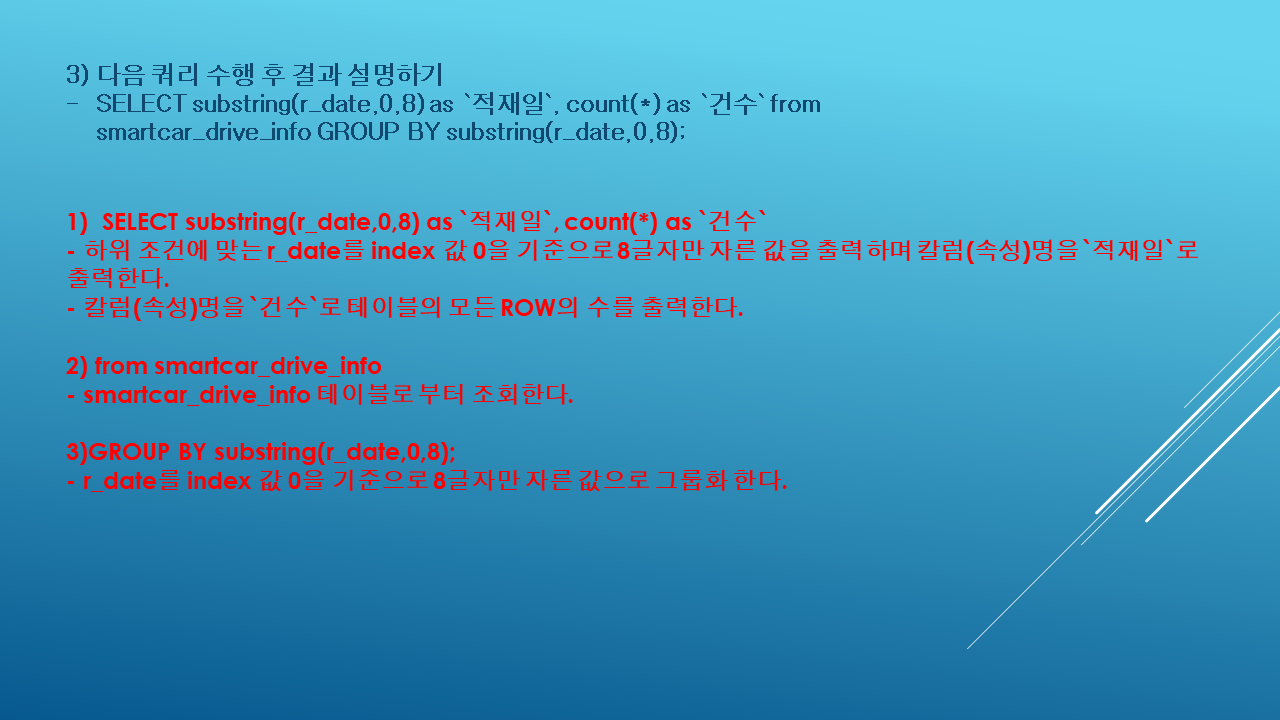 3) 다음 쿼리 수행 후 결과 설명하기
- SELECT substring(r_date,0,8) as `적재일`, count(*) as `건수` from
smartcar_drive_info GROUP BY substring(r_date,0,8);
1) SELECT substring(r_date,0,8) as `적재일`, count(*) as `건수`
- 하위 조건에 맞는 r_date를 index 값 0을 기준으로 8글자만 자른 값을 출력하며 칼럼(속성)명을 `적재일`로
출력한다.
- 칼럼(속성)명을 `건수`로 테이블의 모든 ROW의 수를 출력한다.
2) from smartcar_drive_info
- smartcar_drive_info 테이블로 부터 조회한다.
3)GROUP BY substring(r_date,0,8);
- r_date를 index 값 0을 기준으로 8글자만 자른 값으로 그룹화 한다.